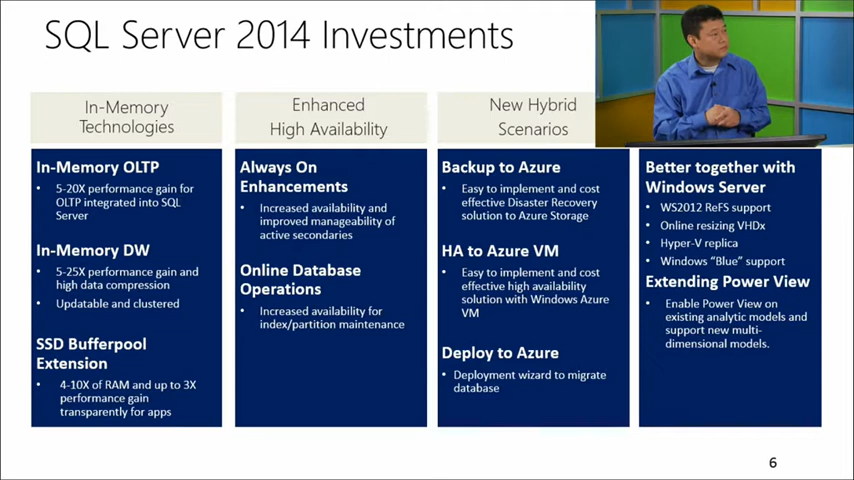 SQL Server 2014 Investments
In-Memory
Technologies
In-Memory OLTP
• 5-20X performance gain for
OLTP integrated into SQL
Server
In-Memory DW
• 5-25X performance gain and
high data compression
• Updatable and clustered
SSD Bufferpool
Extension
• 4-10X of RAM and up to 3X
performance gain
transparently for apps
Enhanced
High Availability
Always On
Enhancements
• Increased availability and
improved manageability of
active secondaries
Online Database
Operations
• Increased availability for
index/partition maintenance
New Hybrid
Scenarios
Backup to Azure
• Easy to implement and cost
effective Disaster Recovery
solution to Azure Storage
HA to Azure VM
• Easy to implement and cost
effective high availability
solution with Windows Azure
VM
Deploy to Azure
• Deployment wizard to migrate
database
Better together with
Windows Server
• WS2012 ReFS support
• Online resizing VHDx
• Hyper-V replica
• Windows “Blue” support
Extending Power View
• Enable Power View on
existing analytic models and
support new multi-
dimensional models.
6